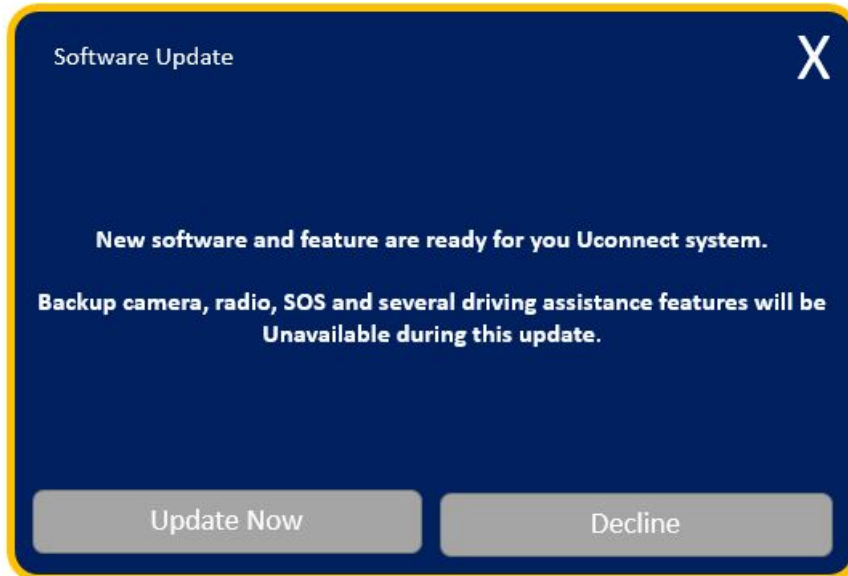 Software Update
X
New software and feature are ready for you Uconnect system.
Backup camera, radio, SOS and several driving assistance features will be
Unavailable during this update.
Update Now
Decline